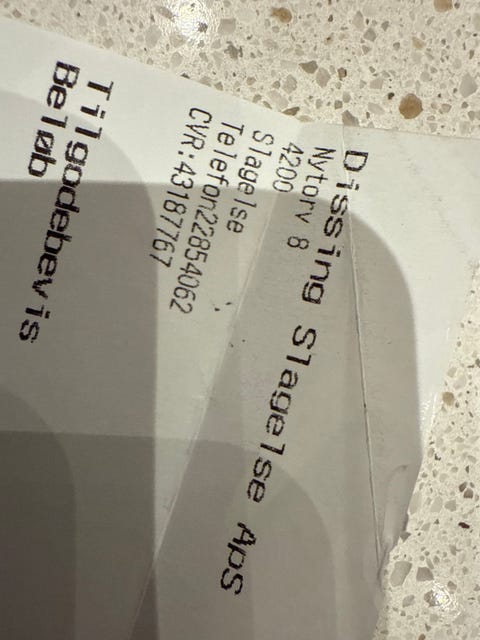 Dissing Slagelse ApS
Nytorv 8
4200
Slagelse
Telefon22854062
CVR:43187767
Tilgodebevis
Beløb